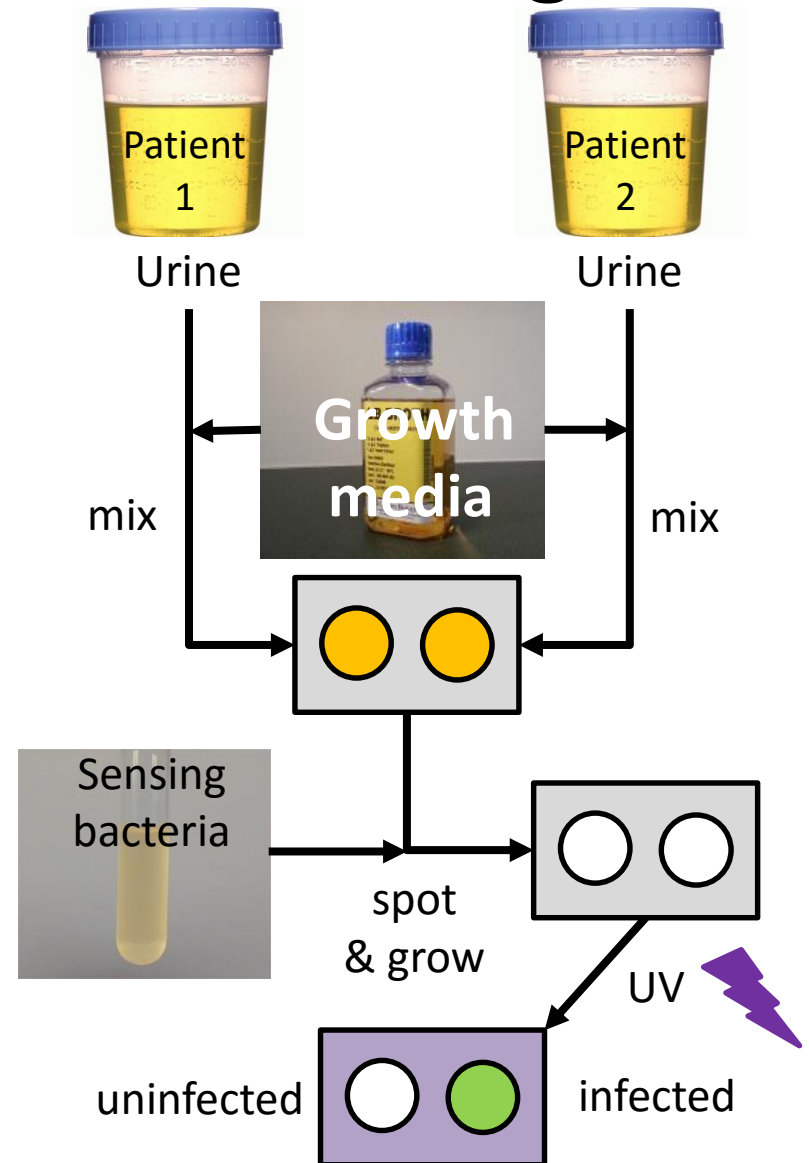 Patient
1
Patient
2
Urine
Urine
Growth
media
mix
mix
Sensing
bacteria
spot
& grow
UV
uninfected
infected